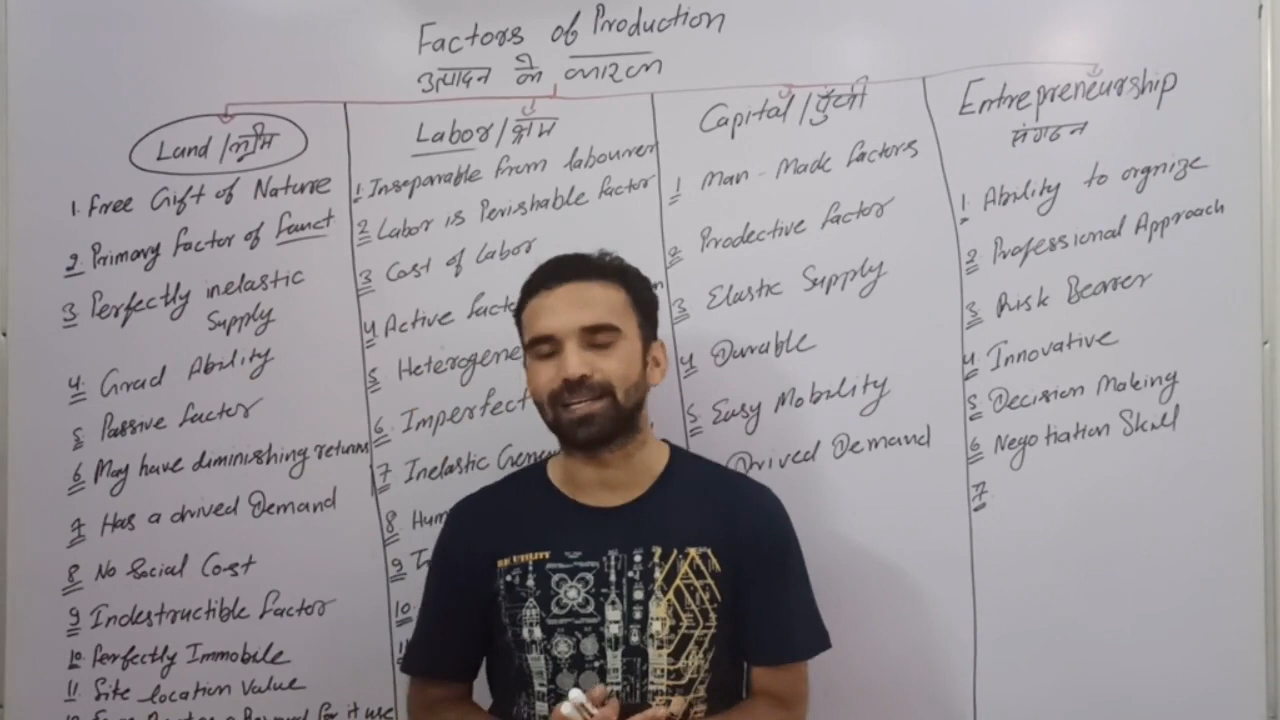 Factors of Production
उत्पादन के कारक
Land/भूमि
1. Free Gift of Nature
2. Primary factor of
3 Perfectly inelastic
Supply
4. Grad Ability
5 Passive factor
6 May have diminishing returns
7 Has a drived Demand
8 No Social Cost
9 Indestructible factor
10. Perfectly Immobile
11. Site location Value
Labor/श्रम
1. Inseparable from labourer
2 Labor is Perishable factor
3 Cost of Labor
4 Active
5 Heterogene
6. Imperfect
7 Inelastic
8
9
10.
Capital/पुंजी
1 Man-Made factors
2. Prodective factor
3 Elastic Supply
4 Durable
5 Easy Mobility
Drived Demand
Entrepreneurship
संगठन
1. Ability to orgnize
2 Professional Approach
3 Risk Bearer
4 Innovative
5 Decision Making
6 Negotiation Skill
7
UTILITY